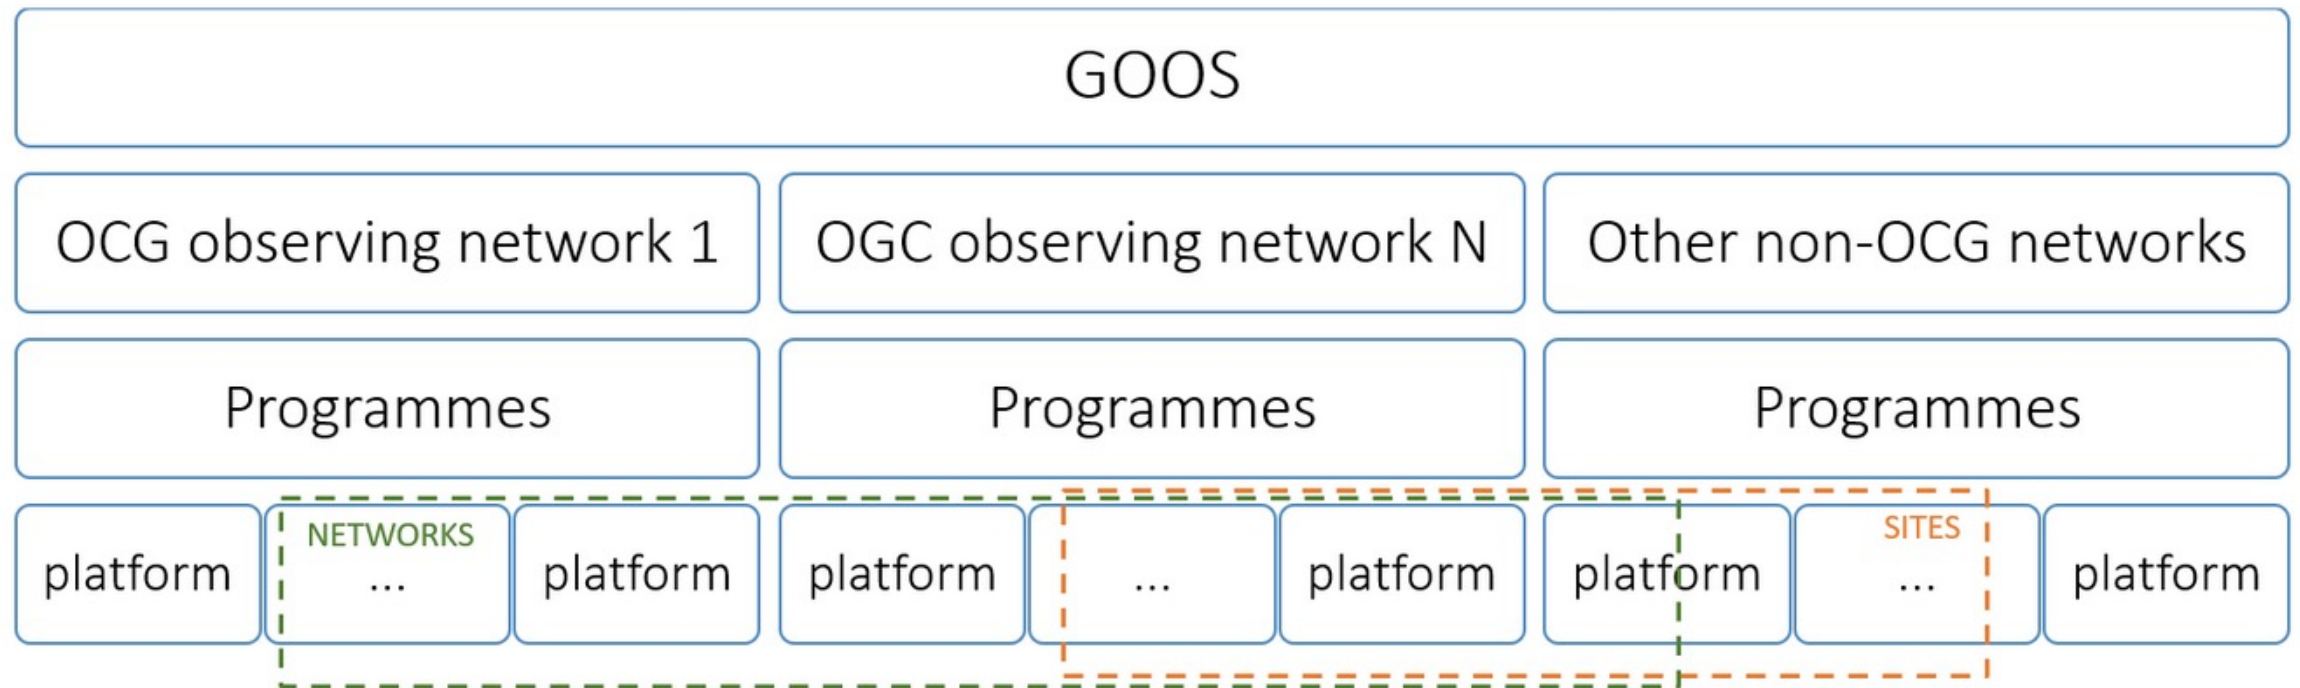 GOOS
OCG observing network 1
OGC observing network N
Other non-OCG networks
Programmes
Programmes
Programmes
NETWORKS
SITES
platform
...
platform
platform
...
platform
platform
...
platform